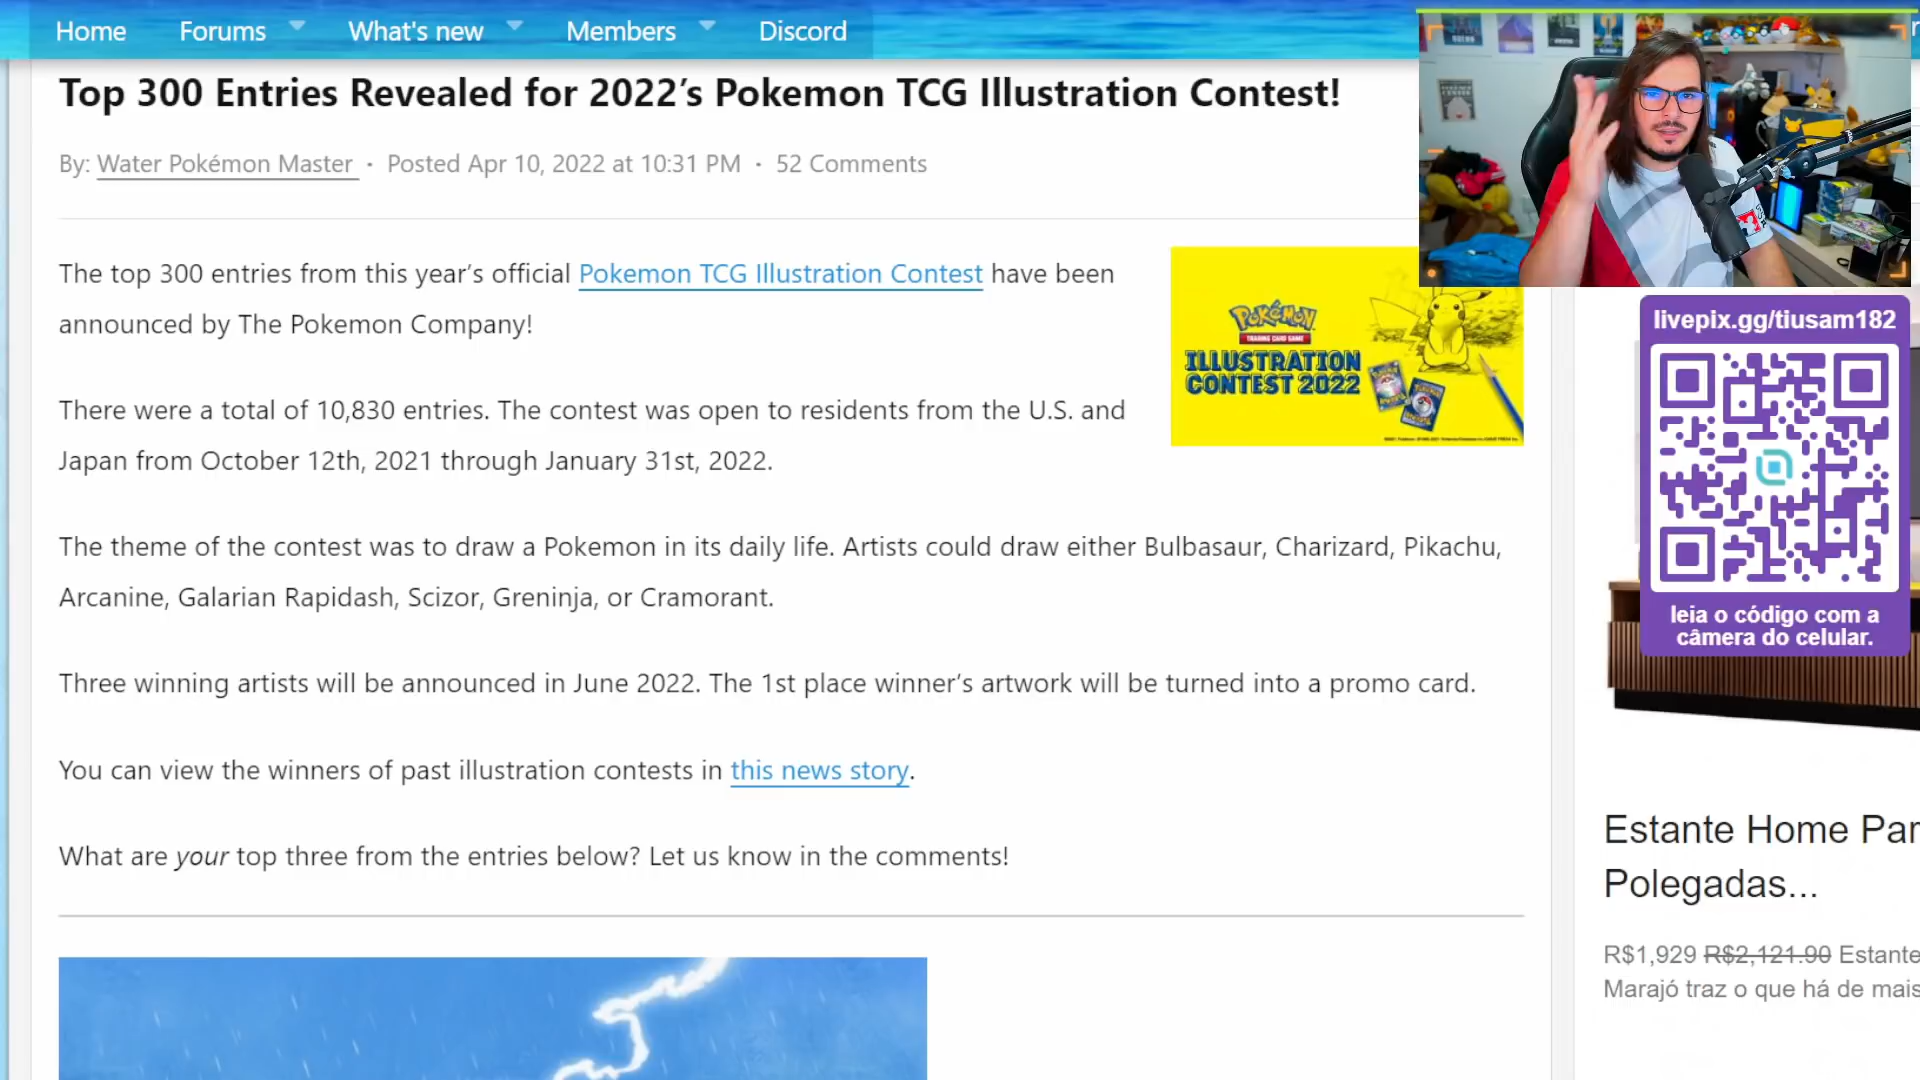 Home Forums What's new Members Discord
Top 300 Entries Revealed for 2022’s Pokemon TCG Illustration Contest!
By: Water Pokémon Master · Posted Apr 10, 2022 at 10:31 PM · 52 Comments
The top 300 entries from this year’s official Pokemon TCG Illustration Contest have been
announced by The Pokemon Company!
POKÉMON
TRADING CARD GAME
ILLUSTRATION
CONTEST 2022
There were a total of 10,830 entries. The contest was open to residents from the U.S. and
Japan from October 12th, 2021 through January 31st, 2022.
The theme of the contest was to draw a Pokemon in its daily life. Artists could draw either Bulbasaur, Charizard, Pikachu,
Arcanine, Galarian Rapidash, Scizor, Greninja, or Cramorant.
Three winning artists will be announced in June 2022. The 1st place winner’s artwork will be turned into a promo card.
You can view the winners of past illustration contests in this news story.
What are your top three from the entries below? Let us know in the comments!
livepix.gg/tiusam182
leia o código com a
câmera do celular.
Estante Home Par
Polegadas...
R$1,929 R$2,121.90 Estante
Marajó traz o que há de mais